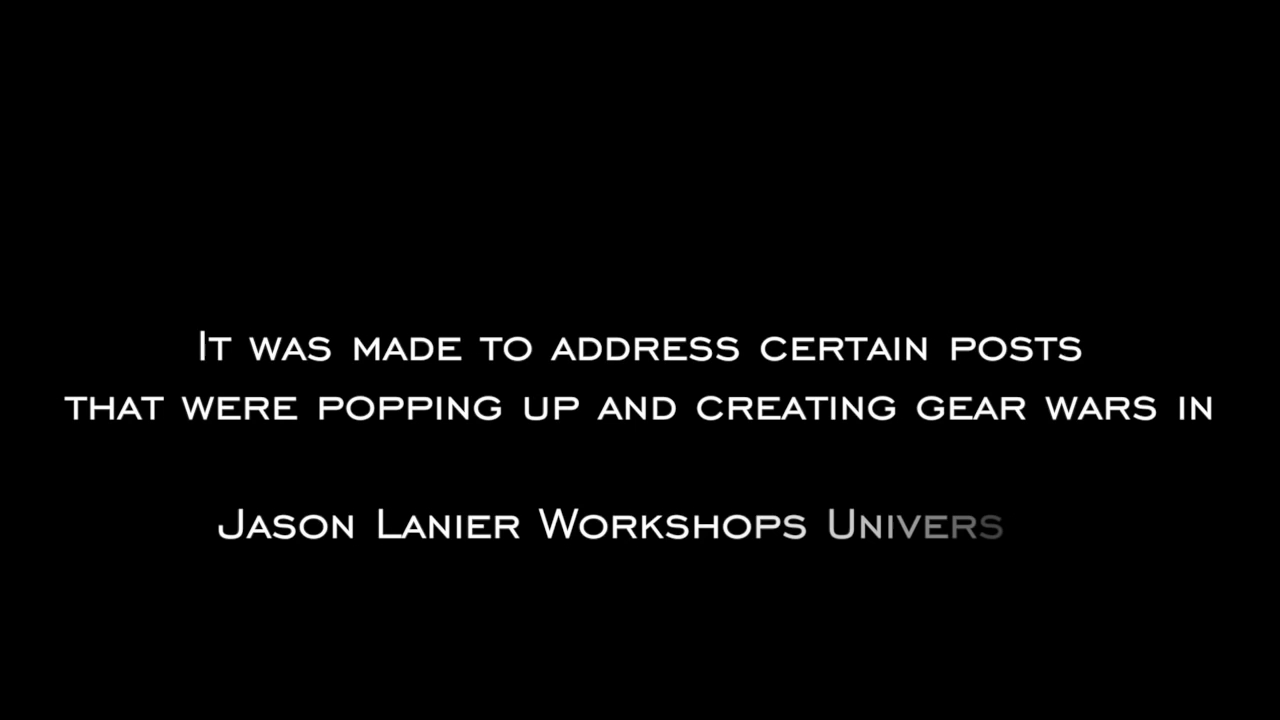 It was made to address certain posts
that were popping up and creating gear wars in
Jason Lanier Workshops Univers